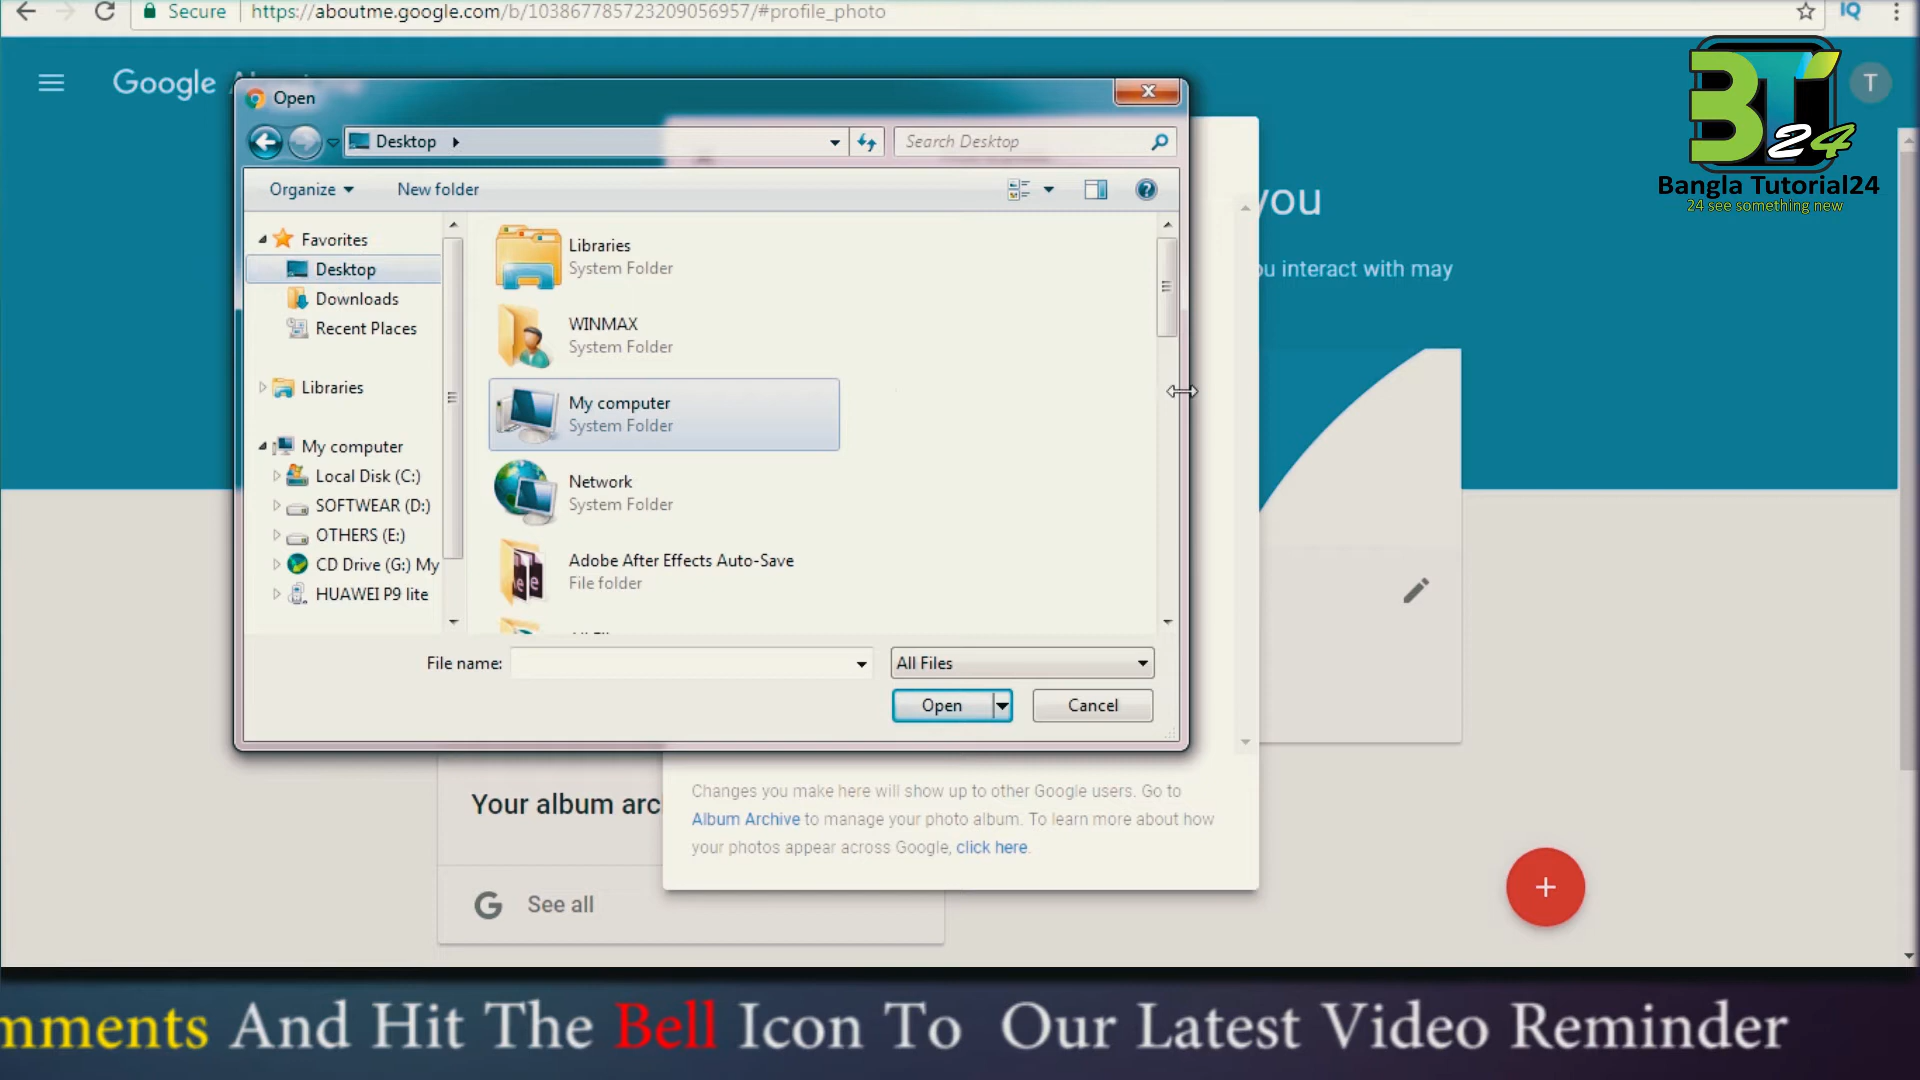 Secure https://aboutme.google.com/b/103867785723209056957/#profile_photo
IQ
Google
T
BT
24
Bangla Tutorial24
24 see something new
you
ou interact with may
Open
Desktop
Search Desktop
Organize
New folder
Favorites
Desktop
Downloads
Recent Places
Libraries
My computer
Local Disk (C:)
SOFTWEAR (D:)
OTHERS (E:)
CD Drive (G:) My
HUAWEI P9 lite
Libraries
System Folder
WINMAX
System Folder
My computer
System Folder
Network
System Folder
Adobe After Effects Auto-Save
File folder
File name:
All Files
Open
Cancel
Your album arc
See all
Changes you make here will show up to other Google users. Go to
Album Archive to manage your photo album. To learn more about how
your photos appear across Google, click here.
mments And Hit The Bell Icon To Our Latest Video Reminder